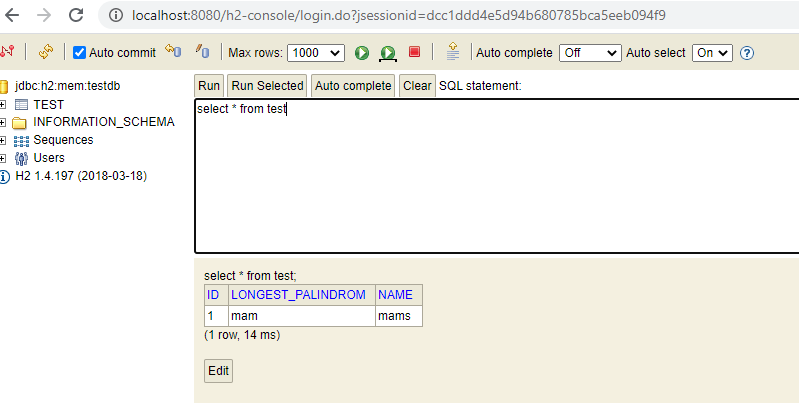 localhost:8080/h2-console/login.do?jsessionid=dcc1ddd4e5d94b680785bca5eeb094f9
Auto commit Max rows: 1000 Auto complete Off Auto select On ?
jdbc:h2:mem:testdb
TEST
INFORMATION_SCHEMA
Sequences
Users
H2 1.4.197 (2018-03-18)
Run Run Selected Auto complete Clear SQL statement:
select * from test
select * from test;
ID LONGEST_PALINDROM NAME
1 mam mams
(1 row, 14 ms)
Edit